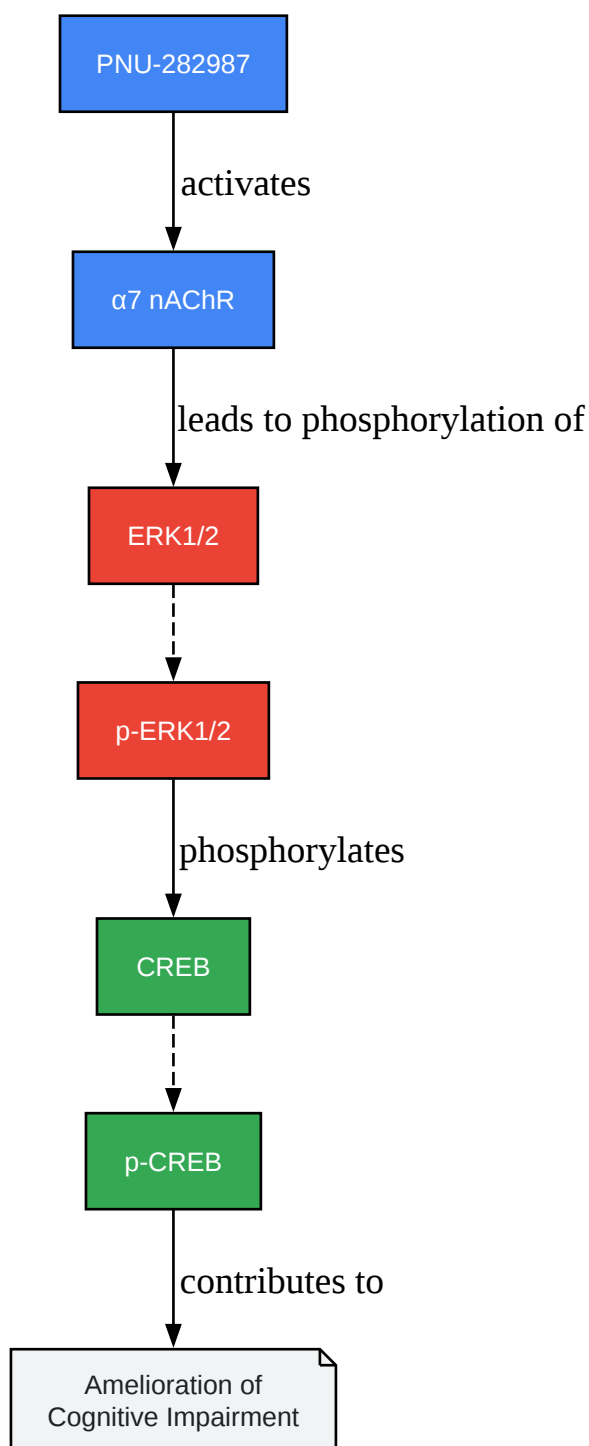 PNU-282987
activates
α7 nAChR
leads to phosphorylation of
ERK1/2
p-ERK1/2
phosphorylates
CREB
p-CREB
contributes to
Amelioration of
Cognitive Impairment